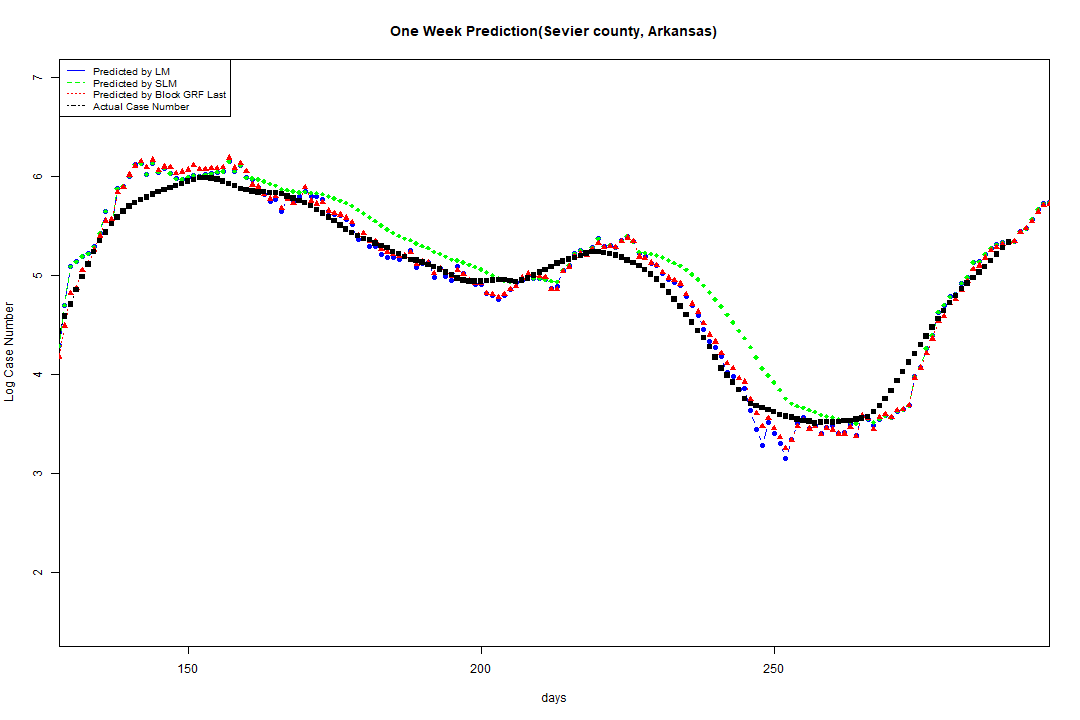 One Week Prediction(Sevier county, Arkansas)
Predicted by LM
Predicted by SLM
Predicted by Block GRF Last
Actual Case Number
7
6
5
4
3
2
Log Case Number
150 200 250
days